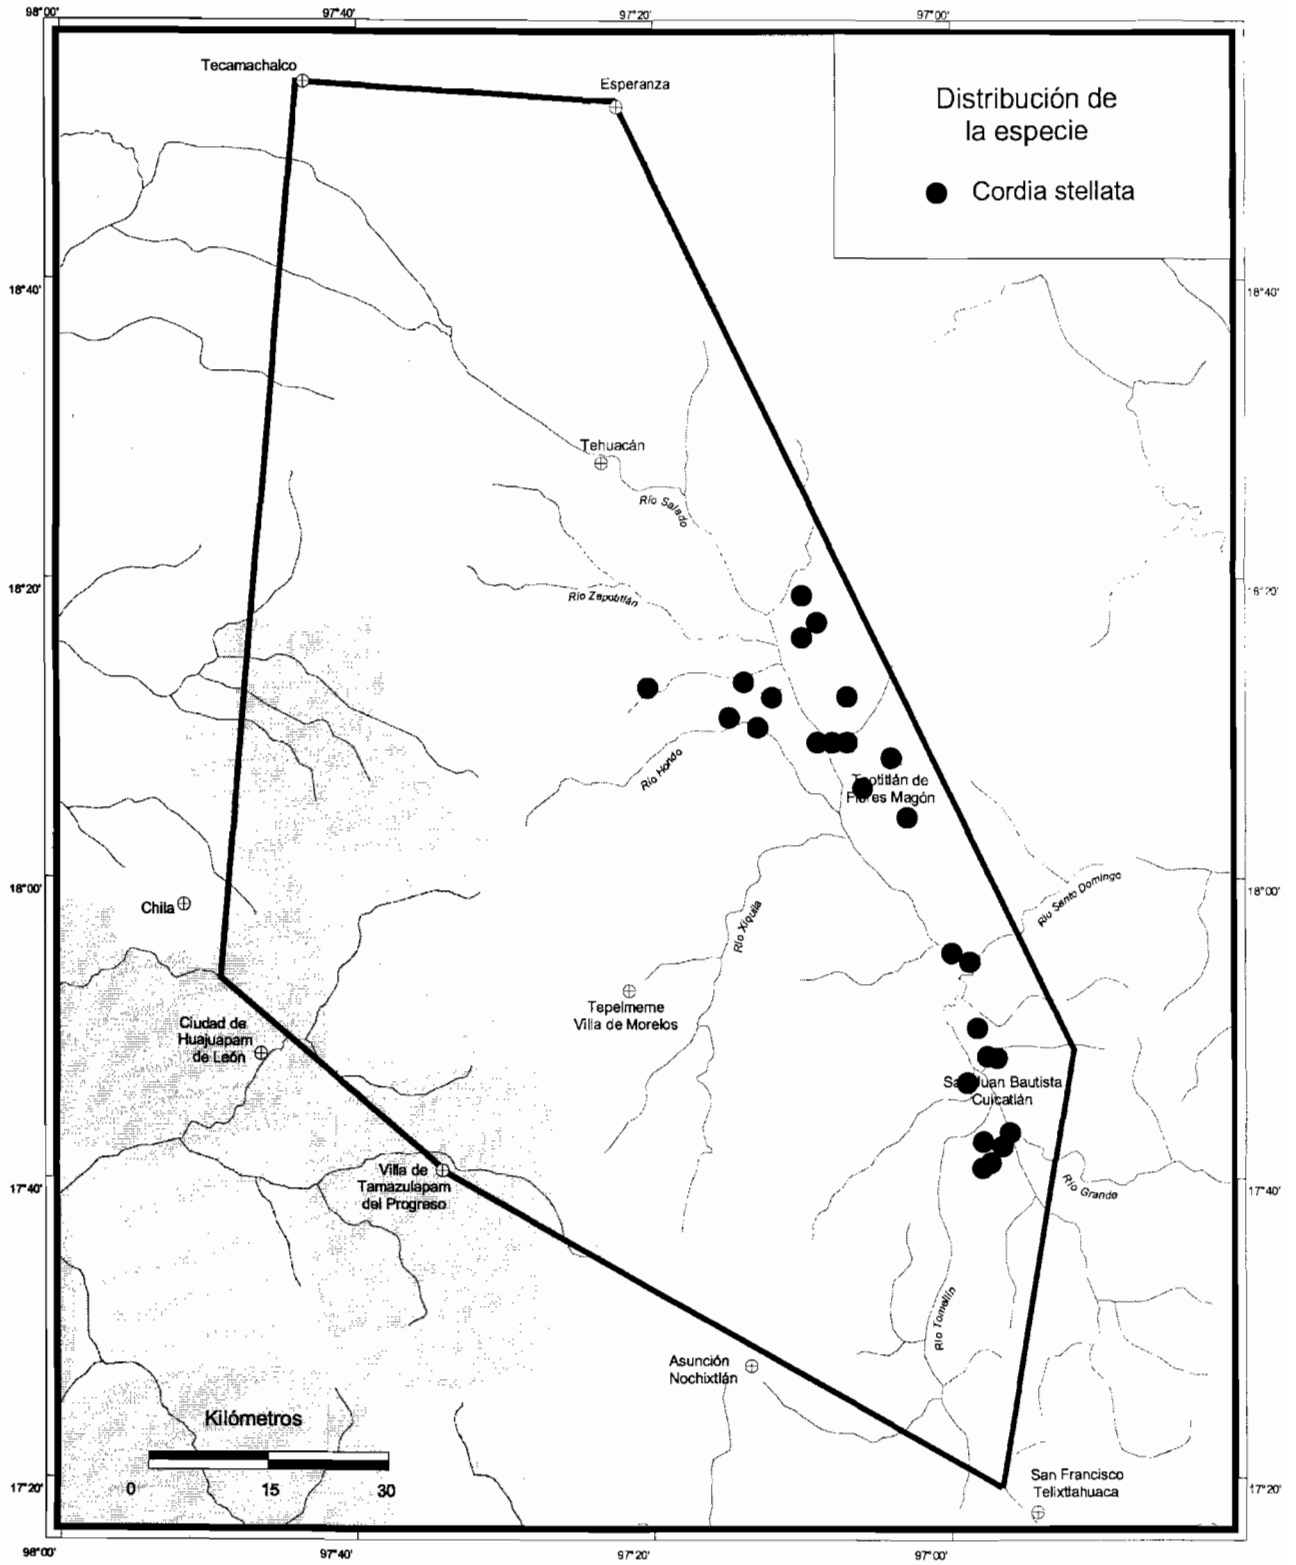 98°00'
97°40'
97°20'
97°00'
Tecamachalco
Esperanza
Distribución de
la especie
Cordia stellata
18°40'
18°40'
Tehuacán
Río Salado
18°20'
Río Zapotitlán
Río Hondo
Flores Magón
18°00'
18°00'
Chila
Río Xiquila
Río Santo Domingo
Tepelmeme
Villa de Morelos
Ciudad de
Huajuapam
de León
San Juan Bautista
Cuicatlán
17°40'
17°40'
Villa de
Tamazulapam
del Progreso
Río Grande
Río Tomellín
Asunción
Nochixtlán
Kilómetros
0 15 30
San Francisco
Telixtlahuaca
17°20'
17°20'
98°00'
97°40'
97°20'
97°00'